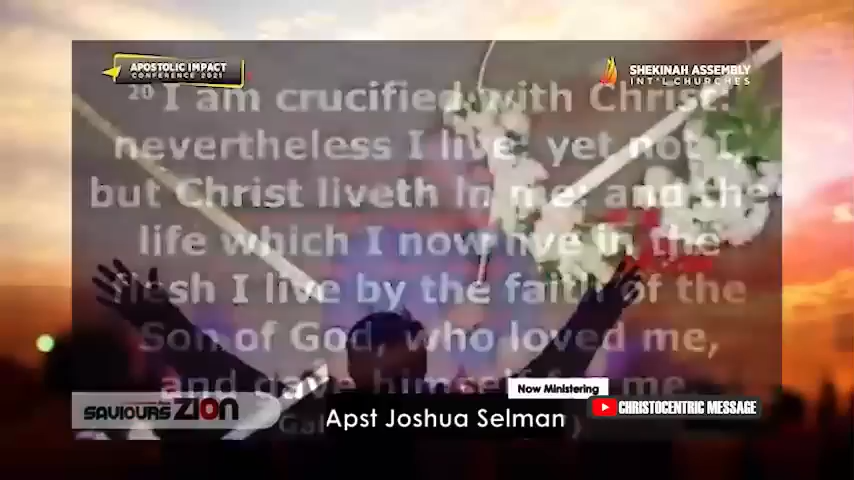 APOSTOLIC IMPACT
CONFERENCE 2021
SHEKINAH ASSEMBLY
INT'L CHURCHES
20 I am crucified with Christ:
nevertheless I live; yet not I,
but Christ liveth in me: and the
life which I now live in the
flesh I live by the faith of the
Son of God, who loved me,
and gave himself for me.
Now Ministering
SAVIOURS ZION
Apst Joshua Selman
CHRISTOCENTRIC MESSAGE